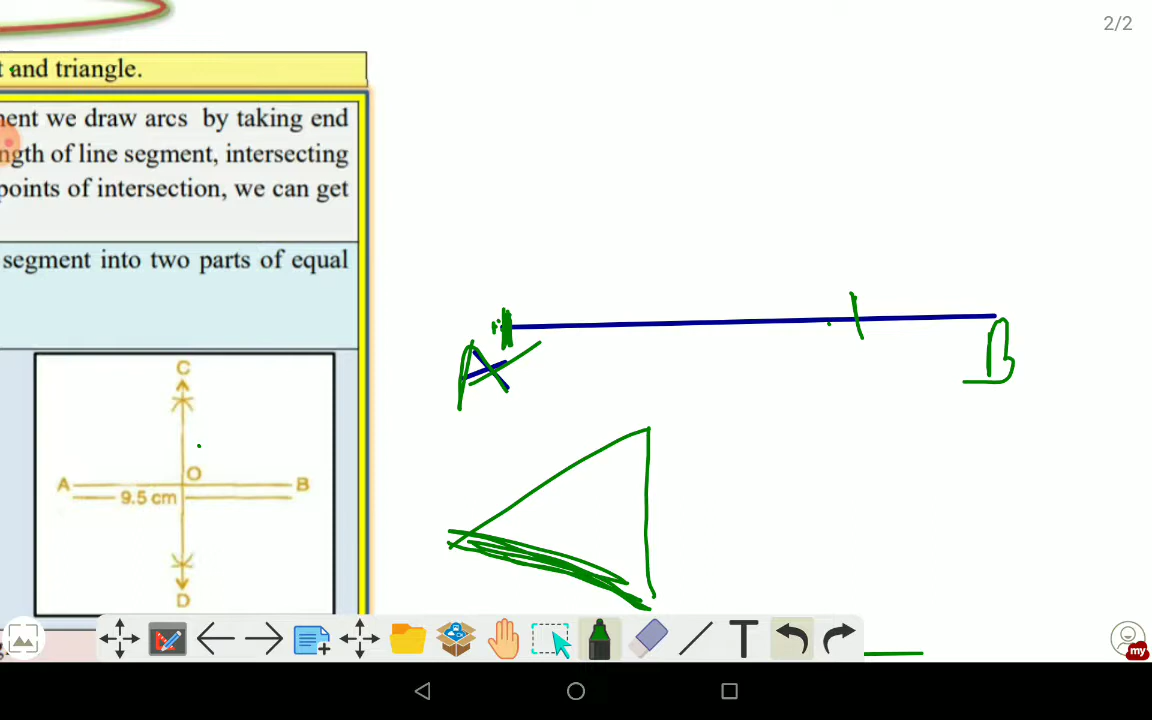 2/2
t and triangle.
nent we draw arcs by taking end
ngth of line segment, intersecting
points of intersection, we can get
segment into two parts of equal
A
B
C
O
A
B
9.5 cm
D
T
my